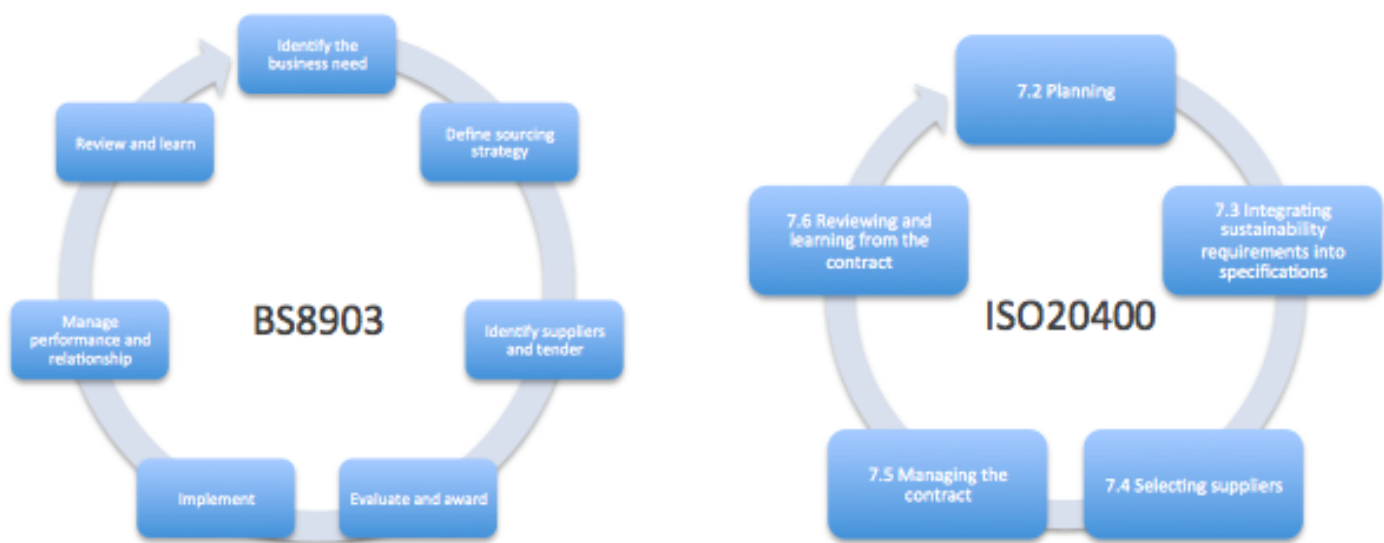 Identify the
business need
Define sourcing
strategy
Identify suppliers
and tender
Evaluate and award
Implement
Manage
performance and
relationship
Review and learn
BS8903
7.2 Planning
7.3 Integrating
sustainability
requirements into
specifications
7.4 Selecting suppliers
7.5 Managing the
contract
7.6 Reviewing and
learning from the
contract
ISO20400